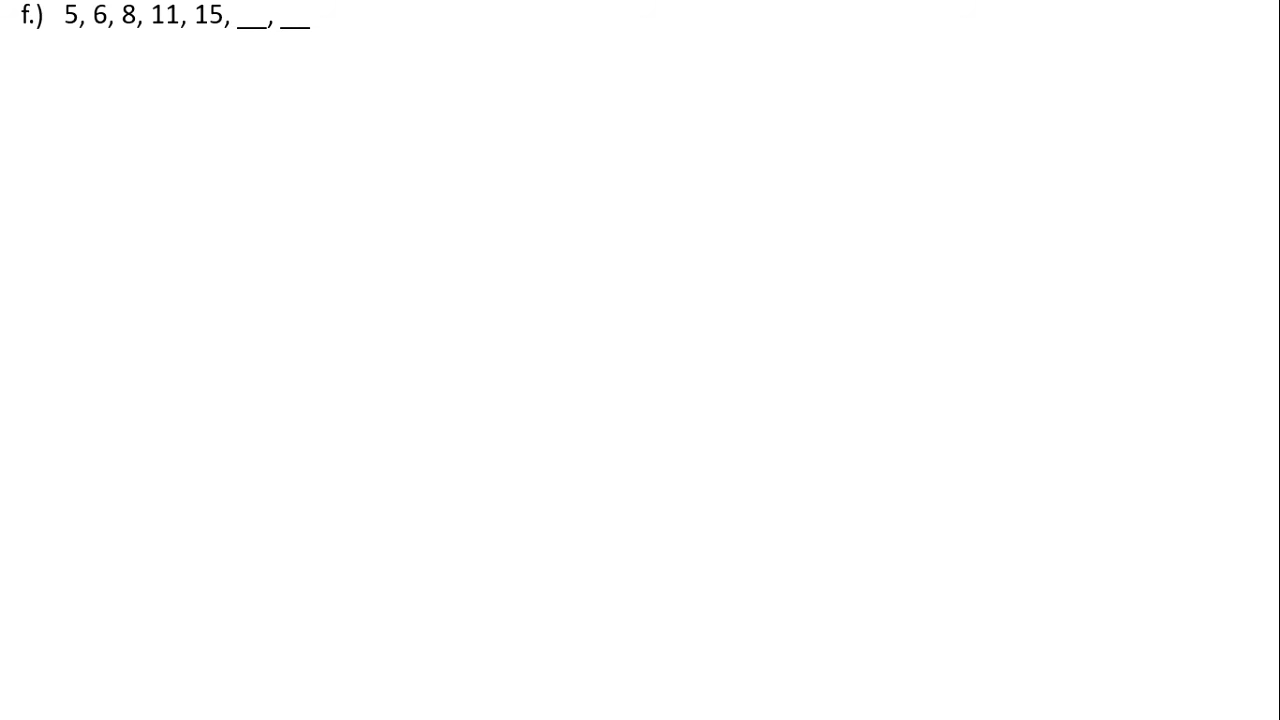 f.) 5, 6, 8, 11, 15, __, __